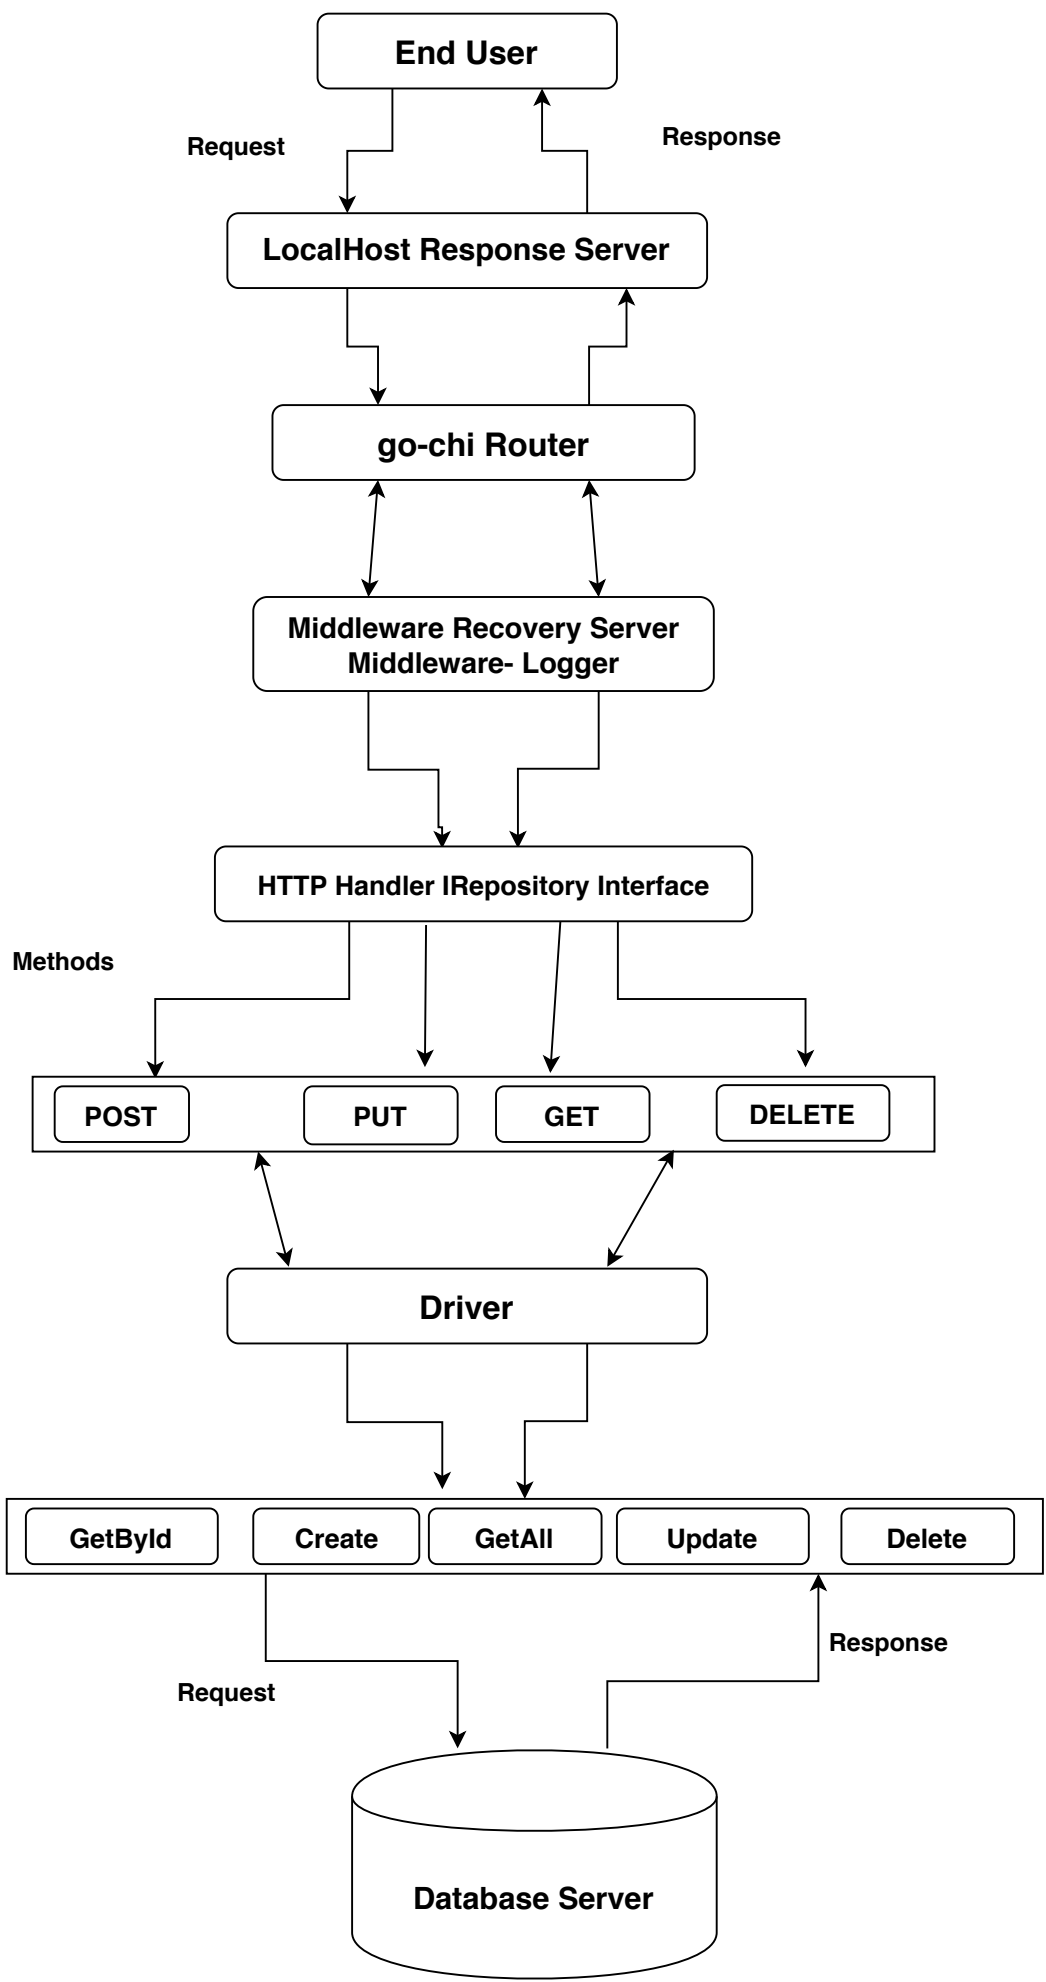 End User
Request
Response
LocalHost Response Server
go-chi Router
Middleware Recovery Server
Middleware- Logger
HTTP Handler IRepository Interface
Methods
POST
PUT
GET
DELETE
Driver
GetById
Create
GetAll
Update
Delete
Response
Request
Database Server